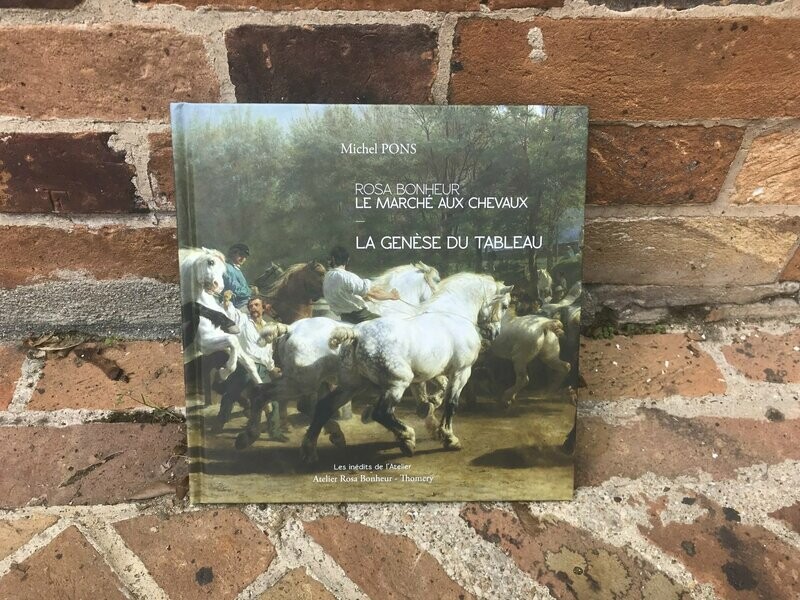 Michel PONS
ROSA BONHEUR
LE MARCHÉ AUX CHEVAUX
LA GENÈSE DU TABLEAU
Les inédits de l'Atelier
Atelier Rosa Bonheur - Thomery